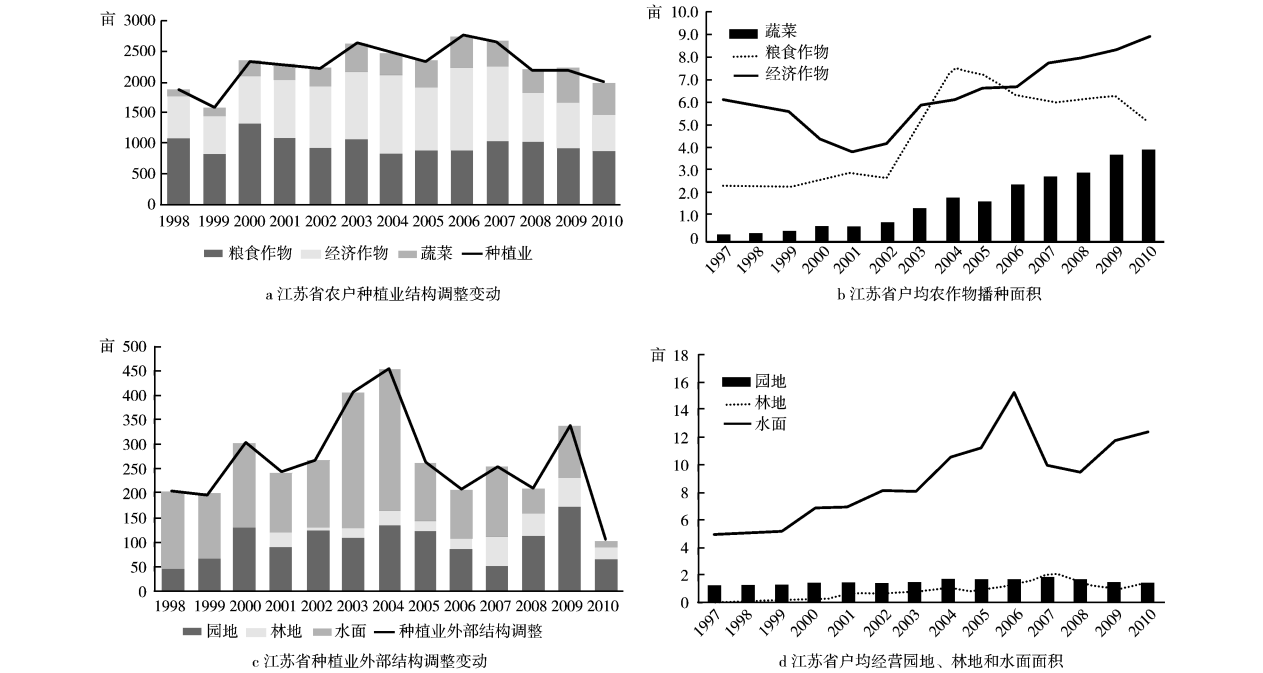 亩
3000
2500
2000
1500
1000
500
0
1998 1999 2000 2001 2002 2003 2004 2005 2006 2007 2008 2009 2010
粮食作物 经济作物 蔬菜 种植业
a 江苏省农户种植业结构调整变动
亩
10.0
9.0
8.0
7.0
6.0
5.0
4.0
3.0
2.0
1.0
0
蔬菜
粮食作物
经济作物
1997 1998 1999 2000 2001 2002 2003 2004 2005 2006 2007 2008 2009 2010
b 江苏省户均农作物播种面积
亩
500
450
400
350
300
250
200
150
100
50
0
1998 1999 2000 2001 2002 2003 2004 2005 2006 2007 2008 2009 2010
园地 林地 水面 种植业外部结构调整
c 江苏省种植业外部结构调整变动
亩
18
16
14
12
10
8
6
4
2
0
园地
林地
水面
1997 1998 1999 2000 2001 2002 2003 2004 2005 2006 2007 2008 2009 2010
d 江苏省户均经营园地、林地和水面面积